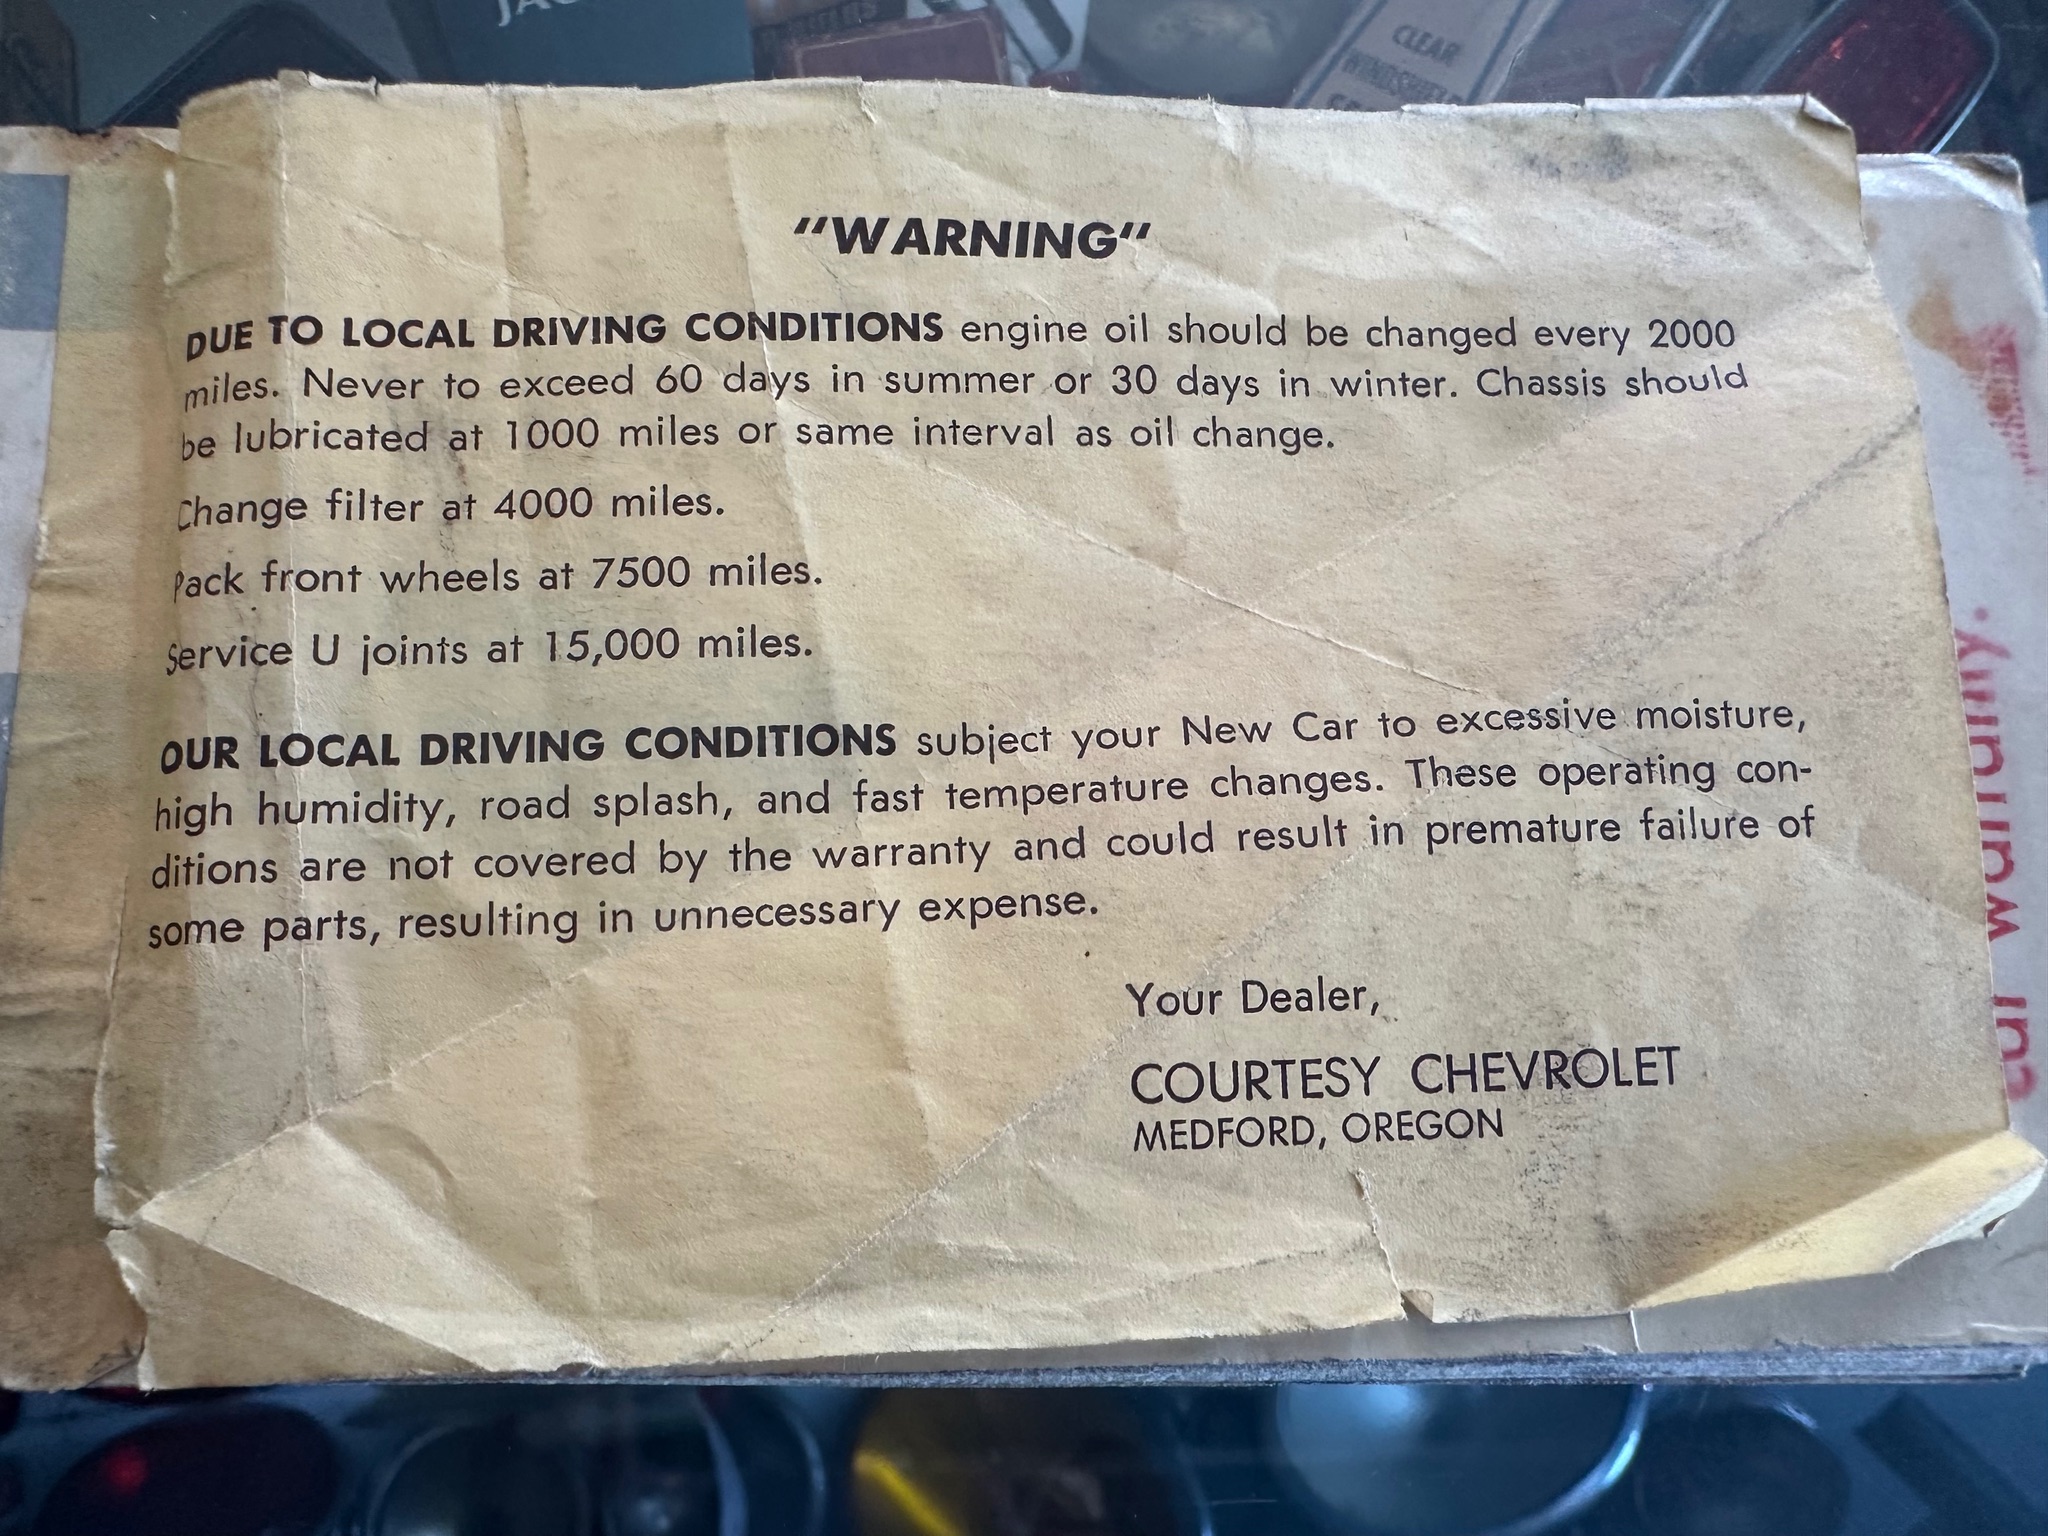 JAC
CLEAR
WINDSHIELD
"WARNING"
DUE TO LOCAL DRIVING CONDITIONS engine oil should be changed every 2000
miles. Never to exceed 60 days in summer or 30 days in winter. Chassis should
be lubricated at 1000 miles or same interval as oil change.
Change filter at 4000 miles.
Pack front wheels at 7500 miles.
Service U joints at 15,000 miles.
OUR LOCAL DRIVING CONDITIONS subject your New Car to excessive moisture,
high humidity, road splash, and fast temperature changes. These operating con-
ditions are not covered by the warranty and could result in premature failure of
some parts, resulting in unnecessary expense.
Your Dealer,
COURTESY CHEVROLET
MEDFORD, OREGON
car warranty.